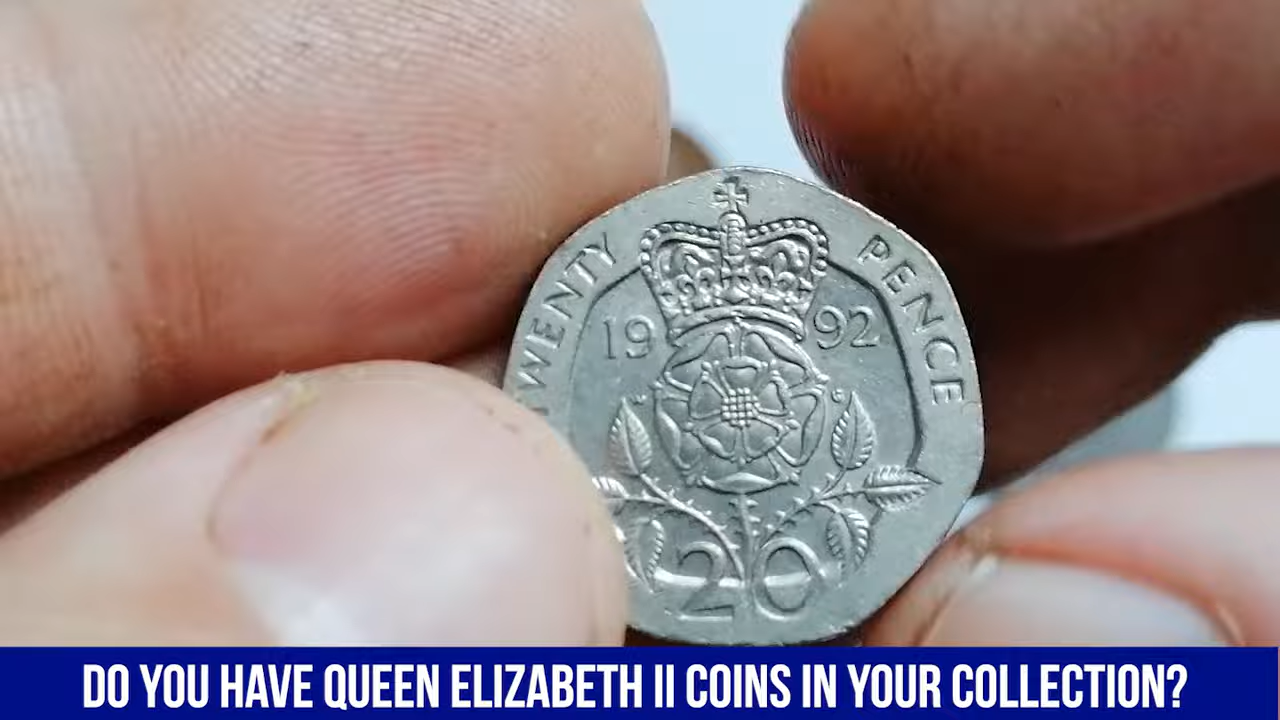 TWENTY PENCE
19 92
W G
20
DO YOU HAVE QUEEN ELIZABETH II COINS IN YOUR COLLECTION?